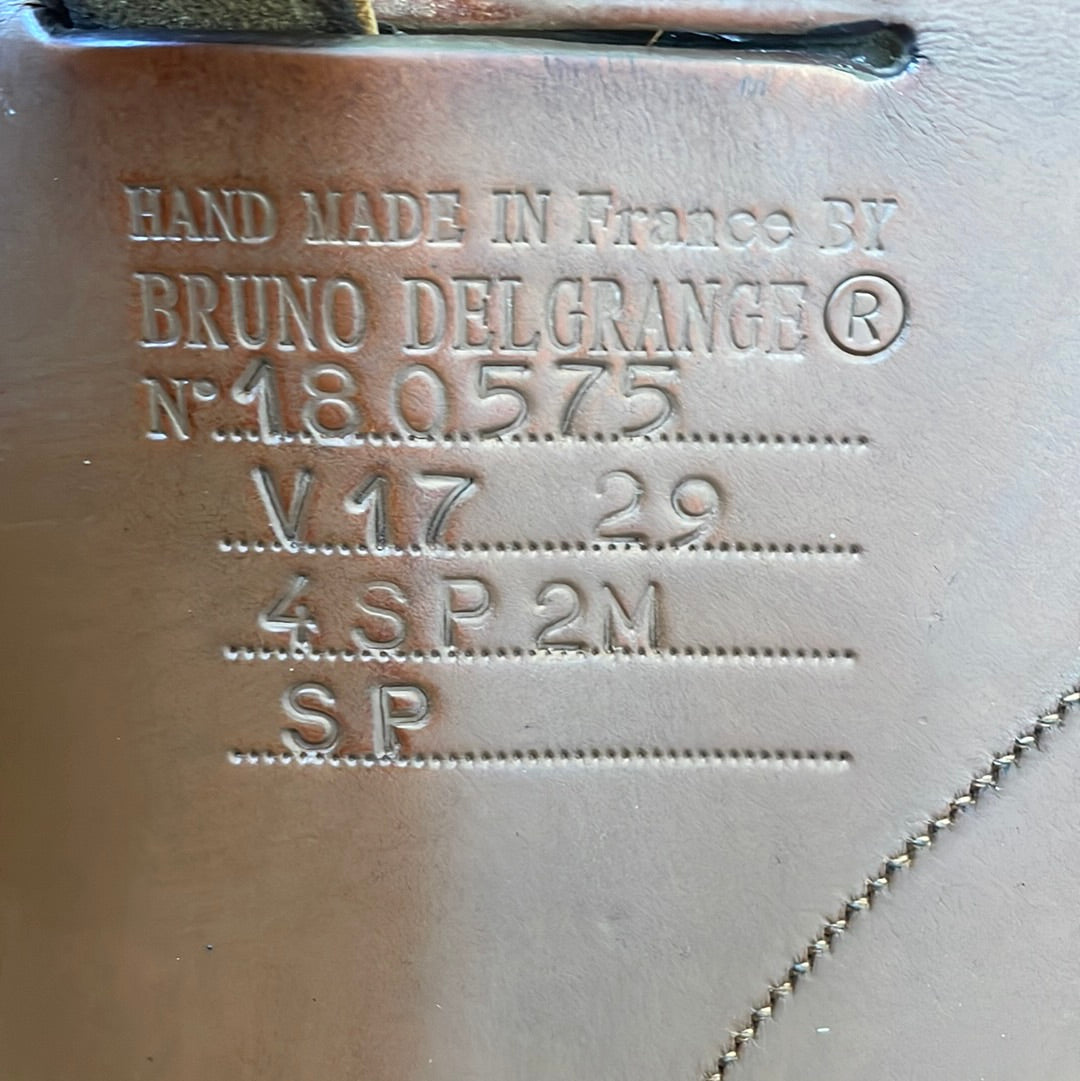 HAND MADE IN France BY
BRUNO DELGRANGE®
N° 180575
V17 29
4SP2M
SP